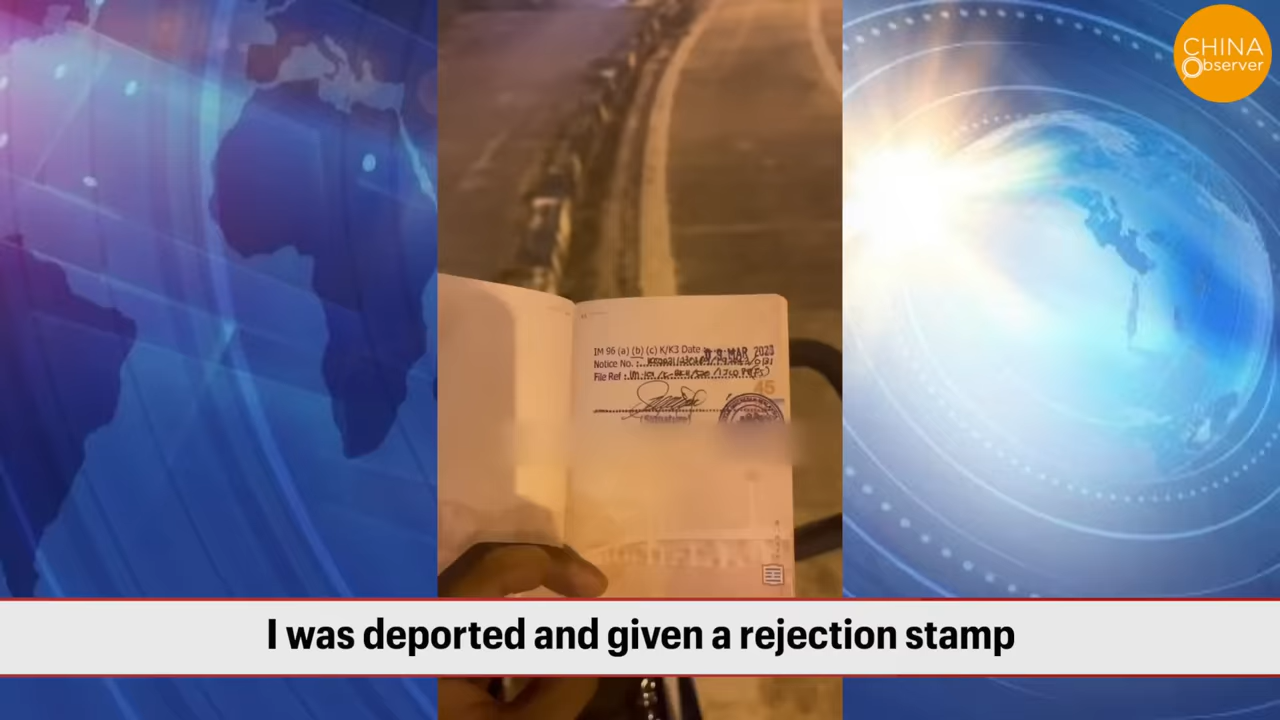 CHINA
Observer
IM 96 (a) (b) (c) K/K3 Date
MAR 2023
Notice No. :
File Ref :
45
I was deported and given a rejection stamp